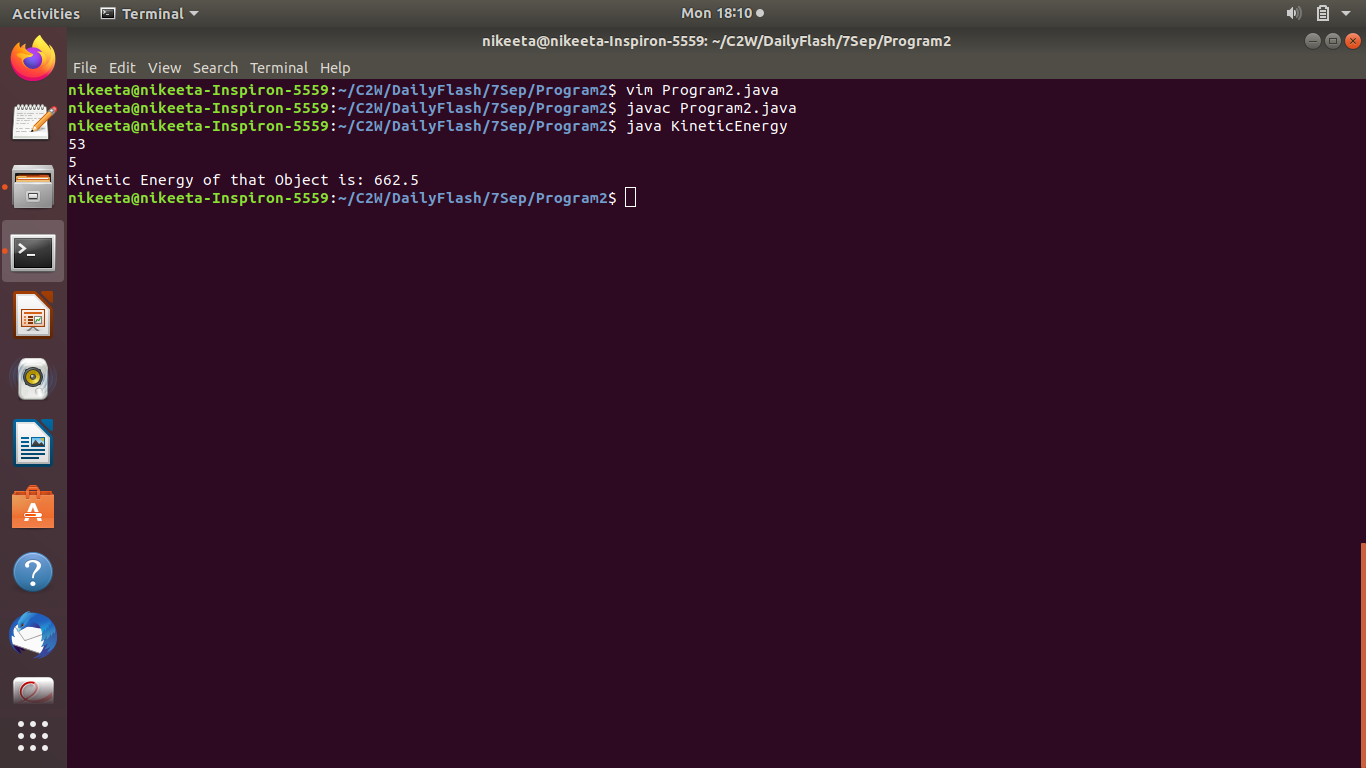 Activities Terminal Mon 18:10
nikeeta@nikeeta-Inspiron-5559: ~/C2W/DailyFlash/7Sep/Program2
File Edit View Search Terminal Help
nikeeta@nikeeta-Inspiron-5559:~/C2W/DailyFlash/7Sep/Program2$ vim Program2.java
nikeeta@nikeeta-Inspiron-5559:~/C2W/DailyFlash/7Sep/Program2$ javac Program2.java
nikeeta@nikeeta-Inspiron-5559:~/C2W/DailyFlash/7Sep/Program2$ java KineticEnergy
53
5
Kinetic Energy of that Object is: 662.5
nikeeta@nikeeta-Inspiron-5559:~/C2W/DailyFlash/7Sep/Program2$